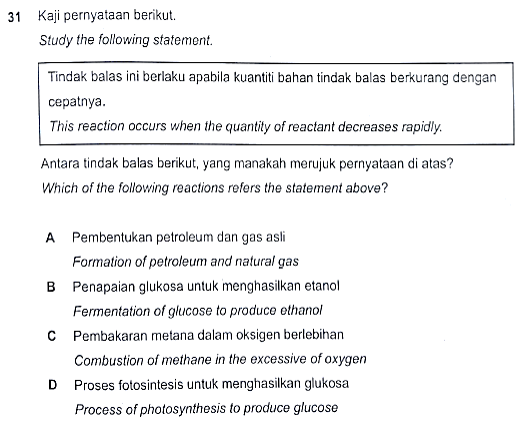 31 Kaji pernyataan berikut.
Study the following statement.
Tindak balas ini berlaku apabila kuantiti bahan tindak balas berkurang dengan
cepatnya.
This reaction occurs when the quantity of reactant decreases rapidly.
Antara tindak balas berikut, yang manakah merujuk pernyataan di atas?
Which of the following reactions refers the statement above?
A Pembentukan petroleum dan gas asli
Formation of petroleum and natural gas
B Penapaian glukosa untuk menghasilkan etanol
Fermentation of glucose to produce ethanol
C Pembakaran metana dalam oksigen berlebihan
Combustion of methane in the excessive of oxygen
D Proses fotosintesis untuk menghasilkan glukosa
Process of photosynthesis to produce glucose